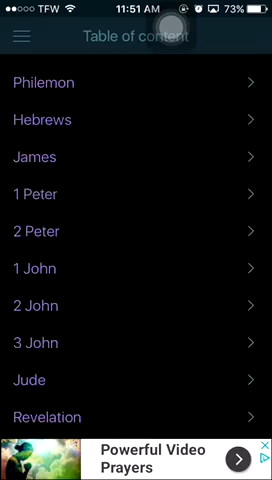 TFW 11:51 AM 73%
Table of content
Philemon
Hebrews
James
1 Peter
2 Peter
1 John
2 John
3 John
Jude
Revelation
Powerful Video
Prayers